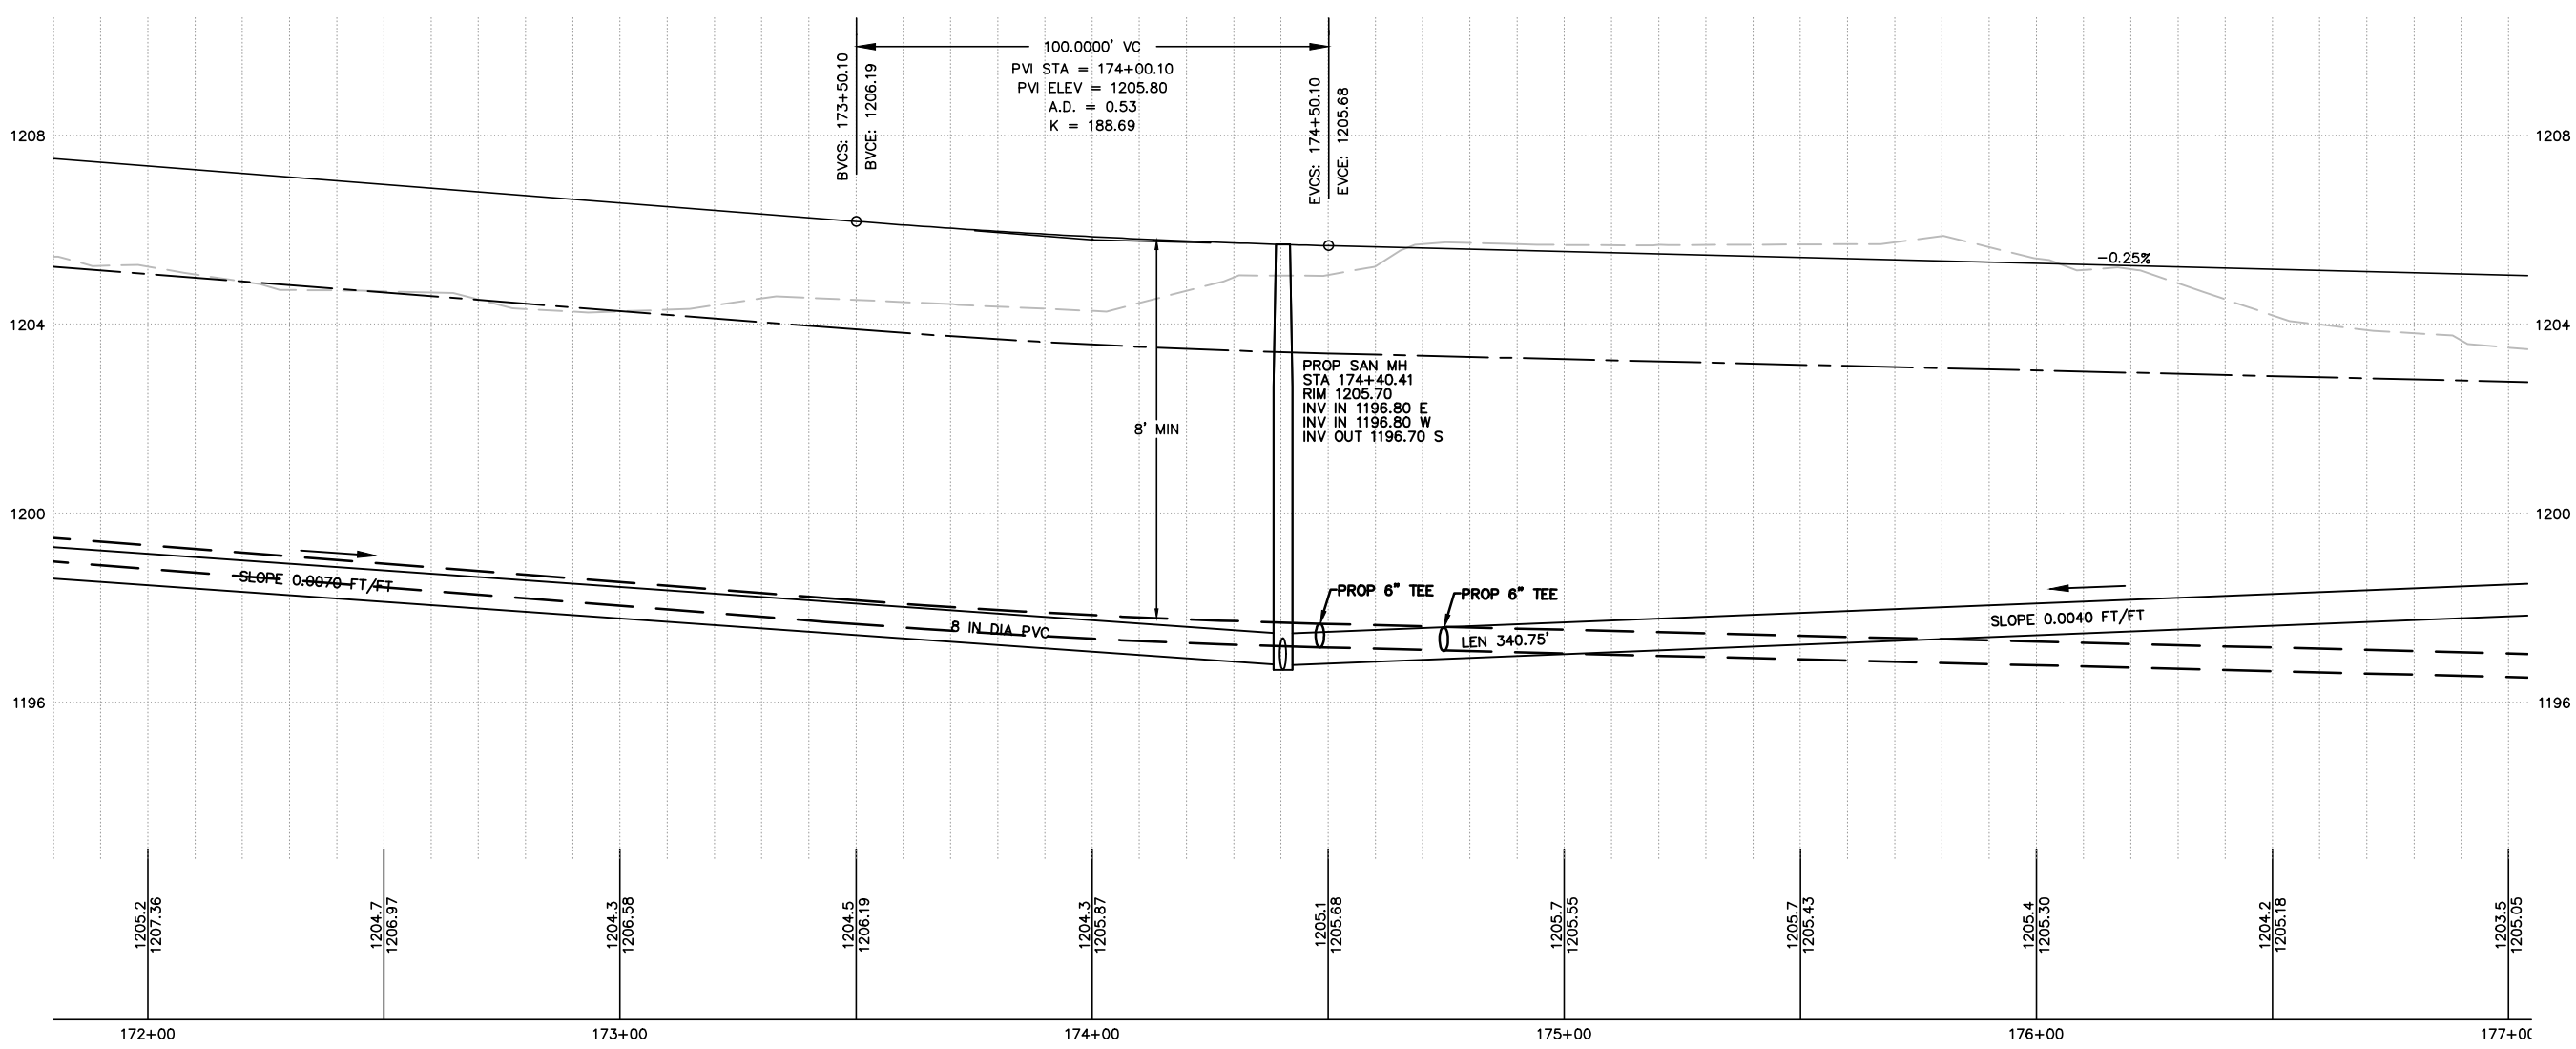 100.0000' VC
PVI STA = 174+00.10
PVI ELEV = 1205.80
A.D. = 0.53
K = 188.69
BVCS: 173+50.10
BVCE: 1206.19
EVCS: 174+50.10
EVCE: 1205.68
1208
1208
-0.25%
1204
1204
PROP SAN MH
STA 174+40.41
RIM 1205.70
INV IN 1196.80 E
INV IN 1196.80 W
INV OUT 1196.70 S
8' MIN
1200
1200
SLOPE 0.0070 FT/FT
PROP 6" TEE
PROP 6" TEE
SLOPE 0.0040 FT/FT
8 IN DIA PVC
LEN 340.75'
1196
1196
1205.2
1207.36
1204.7
1206.97
1204.3
1206.58
1204.5
1206.19
1204.3
1205.87
1205.1
1205.68
1205.7
1205.55
1205.7
1205.43
1205.4
1205.30
1204.2
1205.18
1203.5
1205.05
172+00
173+00
174+00
175+00
176+00
177+0